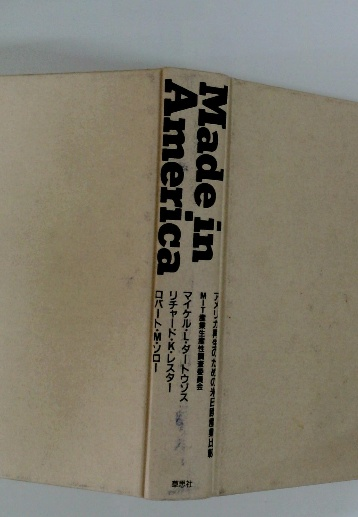 Made in
America
アメリカ再生のための米日欧産業比較
MIT産業生産性調査委員会
マイケル・L・ダートウゾス
リチャード・K・レスター
ロバート・M・ソロー
草思社